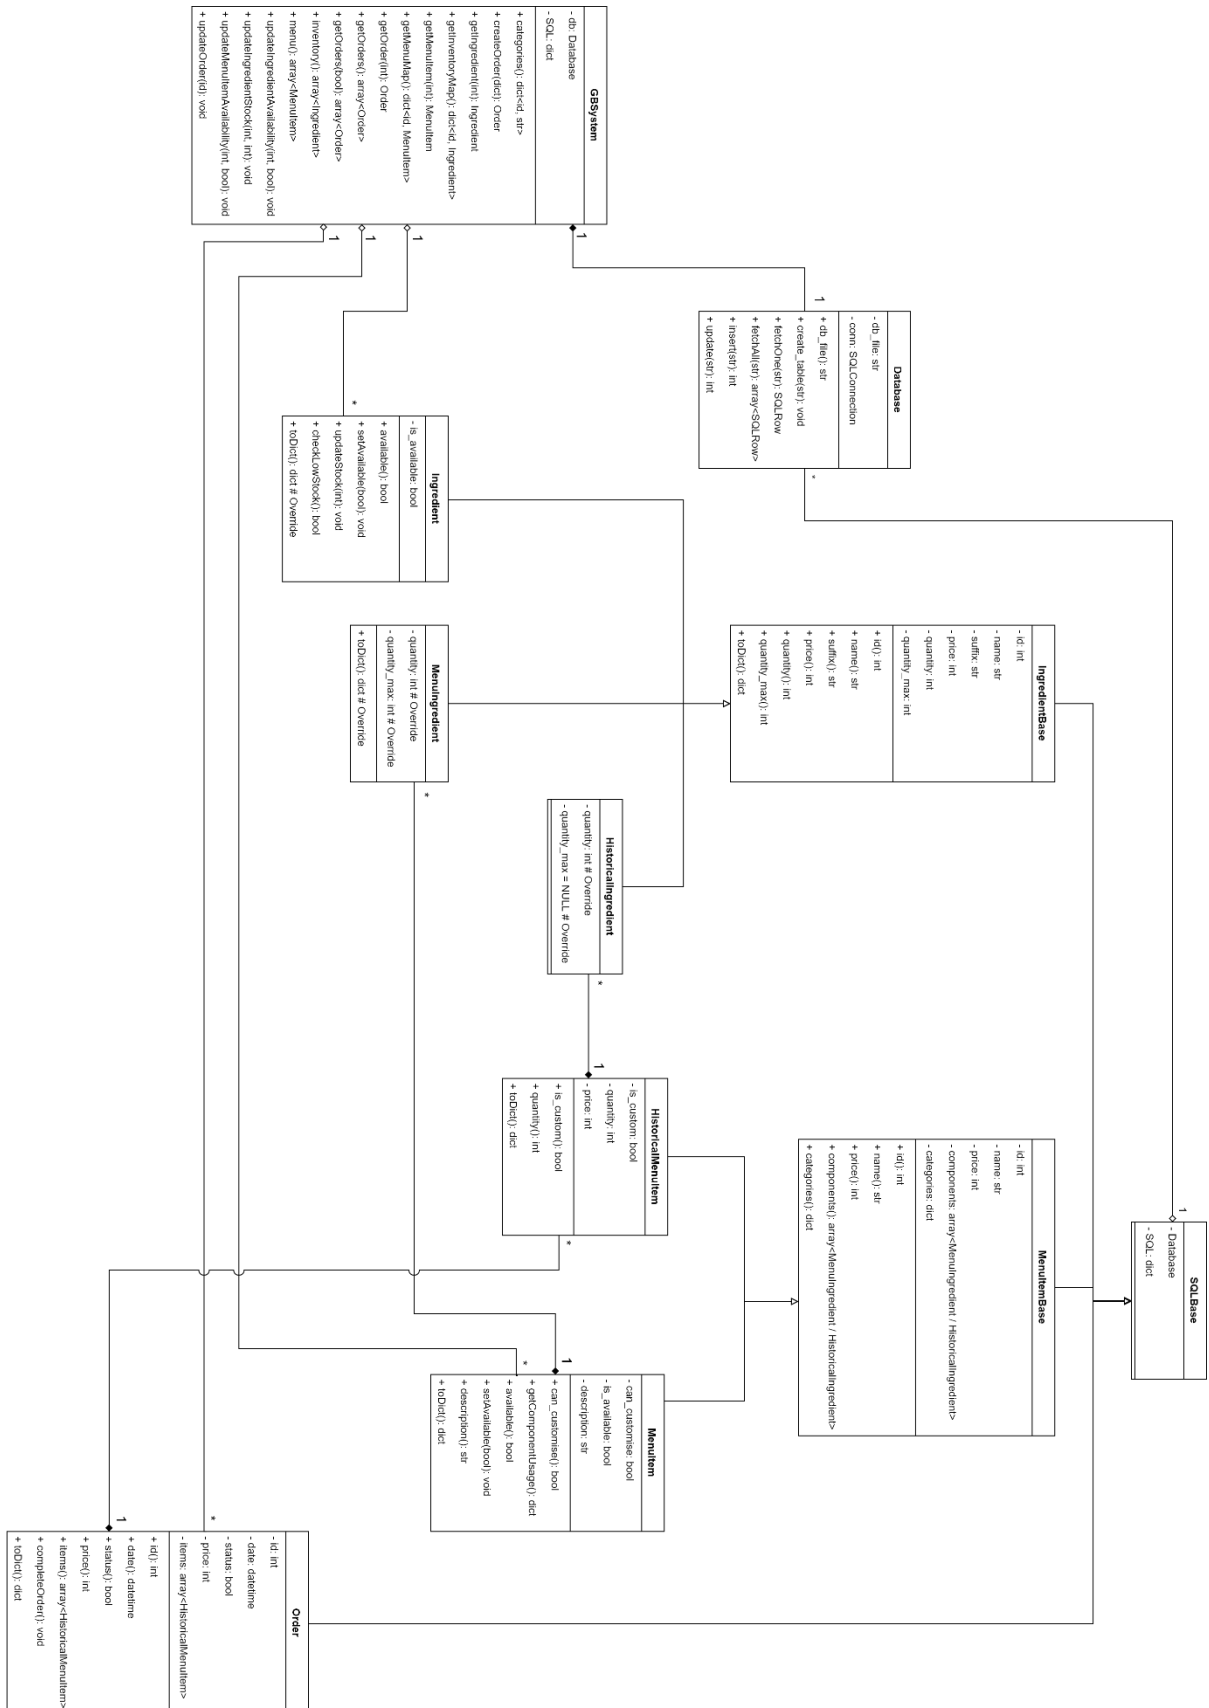 GBSystem
- db: Database
- SQL: dict
+ categories(): dict<id, str>
+ createOrder(dict): Order
+ getIngredient(int): Ingredient
+ getInventoryMap(): dict<id, Ingredient>
+ getMenuItem(int): MenuItem
+ getMenuMap(): dict<id, MenuItem>
+ getOrder(int): Order
+ getOrders(): array<Order>
+ getOrders(bool): array<Order>
+ inventory(): array<Ingredient>
+ menu(): array<MenuItem>
+ updateIngredientAvailability(int, bool): void
+ updateIngredientStock(int, int): void
+ updateMenuItemAvailability(int, bool): void
+ updateOrder(id): void
1
1
1
1
1
Database
- db_file: str
- conn: SQLConnection
+ db_file(): str
+ create_table(str): void
+ fetchOne(str): SQLRow
+ fetchAll(str): array<SQLRow>
+ insert(str): int
+ update(str): int
*
*
Ingredient
- is_available: bool
+ available(): bool
+ setAvailable(bool): void
+ updateStock(int): void
+ checkLowStock(): bool
+ toDict(): dict # Override
IngredientBase
- id: int
- name: str
- suffix: str
- price: int
- quantity: int
- quantity_max: int
+ id(): int
+ name(): str
+ suffix(): str
+ price(): int
+ quantity(): int
+ quantity_max(): int
+ toDict(): dict
MenuIngredient
- quantity: int # Override
- quantity_max: int # Override
+ toDict(): dict # Override
*
HistoricalIngredient
- quantity: int # Override
- quantity_max = NULL # Override
*
1
HistoricalMenuItem
- is_custom: bool
- quantity: int
- price: int
+ is_custom(): bool
+ quantity(): int
+ toDict(): dict
*
MenuItemBase
- id: int
- name: str
- price: int
- components: array<MenuIngredient / HistoricalIngredient>
- categories: dict
+ id(): int
+ name(): str
+ price(): int
+ components(): array<MenuIngredient / HistoricalIngredient>
+ categories(): dict
1
SQLBase
- Database
- SQL: dict
1
*
MenuItem
- can_customise: bool
- is_available: bool
- description: str
+ can_customise(): bool
+ getComponentUsage(): dict
+ available(): bool
+ setAvailable(bool): void
+ description(): str
+ toDict(): dict
*
1
Order
- id: int
- date: datetime
- status: bool
- price: int
- items: array<HistoricalMenuItem>
+ id(): int
+ date(): datetime
+ status(): bool
+ price(): int
+ items(): array<HistoricalMenuItem>
+ completeOrder(): void
+ toDict(): dict